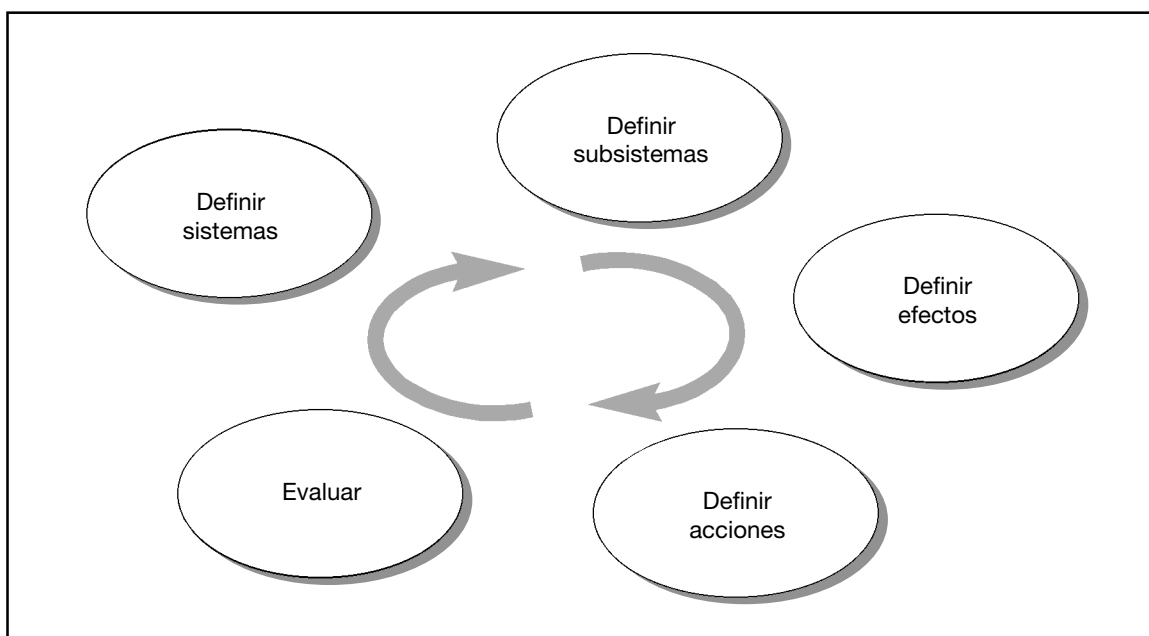 Definir
subsistemas
Definir
sistemas
Definir
efectos
Evaluar
Definir
acciones